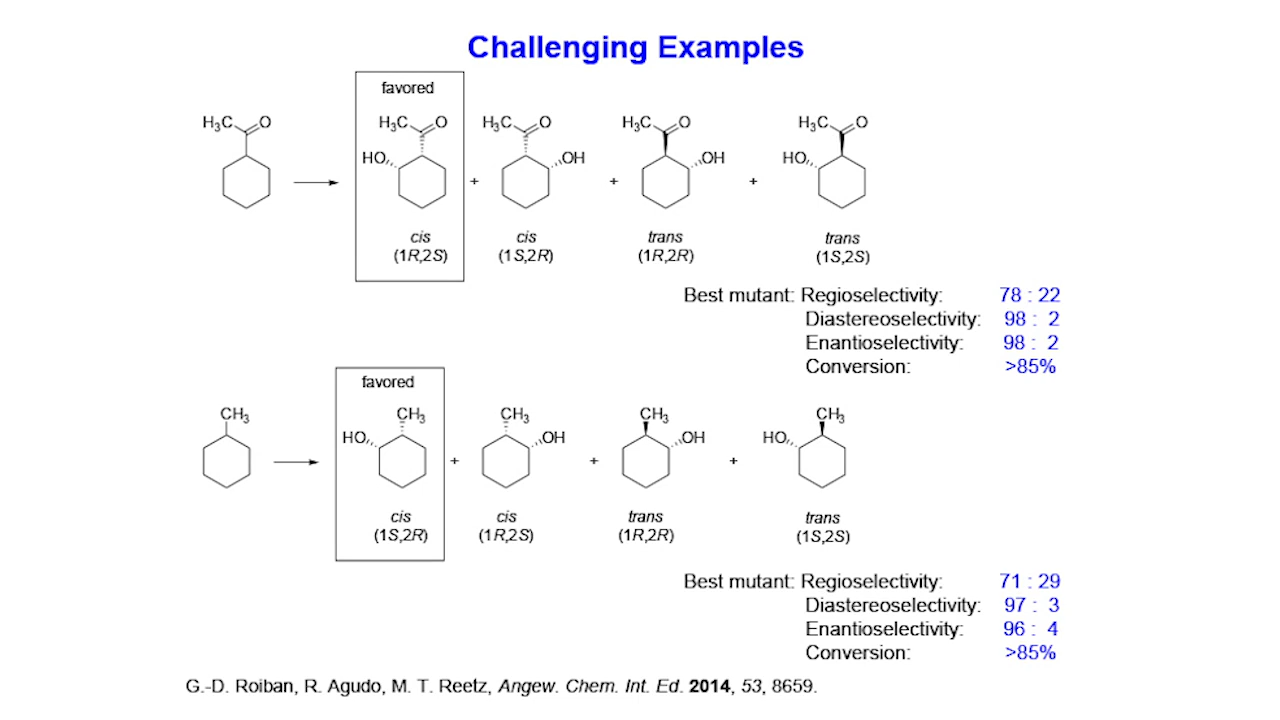 Challenging Examples
favored
H₃C O
H₃C O
H₃C O
H₃C O
H₃C O
HO
OH
OH
HO
+
+
+
cis
cis
trans
trans
(1R,2S)
(1S,2R)
(1R,2R)
(1S,2S)
Best mutant: Regioselectivity: 78 : 22
Diastereoselectivity: 98 : 2
Enantioselectivity: 98 : 2
Conversion: >85%
favored
CH₃
CH₃
CH₃
CH₃
CH₃
HO
OH
OH
HO
+
+
+
cis
cis
trans
trans
(1S,2R)
(1R,2S)
(1R,2R)
(1S,2S)
Best mutant: Regioselectivity: 71 : 29
Diastereoselectivity: 97 : 3
Enantioselectivity: 96 : 4
Conversion: >85%
G.-D. Roiban, R. Agudo, M. T. Reetz, Angew. Chem. Int. Ed. 2014, 53, 8659.